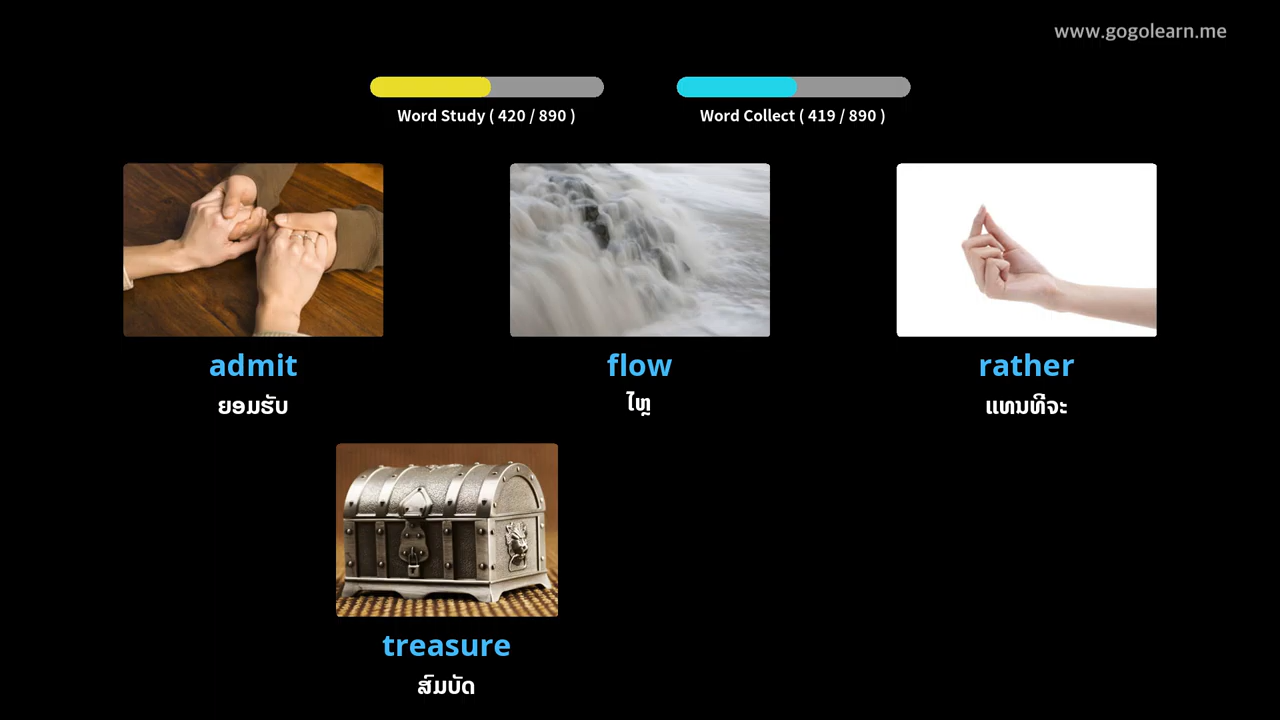 www.gogolearn.me
Word Study ( 420 / 890 )
Word Collect ( 419 / 890 )
admit
ຍອມຮັບ
flow
ໄຫຼ
rather
ແທນທີ່ຈະ
treasure
ສົມບັດ